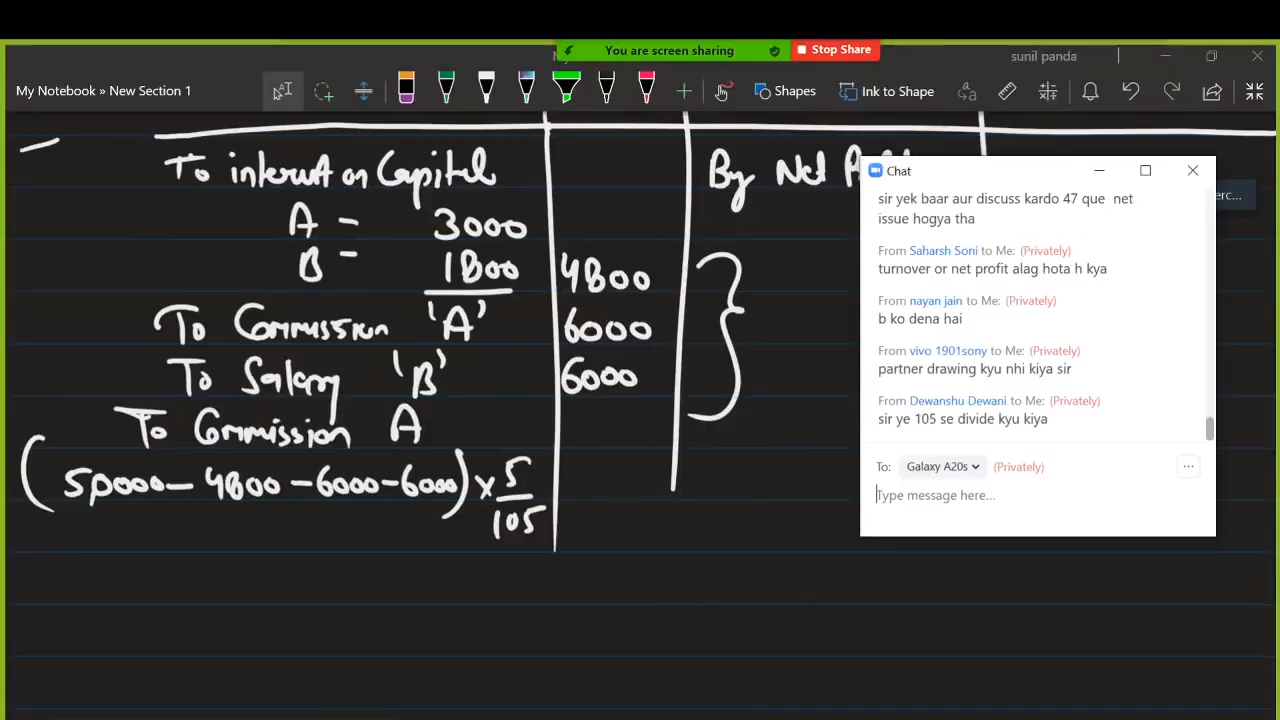 You are screen sharing
Stop Share
sunil panda
My Notebook » New Section 1
Shapes
Ink to Shape
To interest on Capital
By Net
A = 3000
B = 1800 4800
To Commission 'A' 6000
To Salary 'B' 6000
To Commission A
(50000 - 4800 - 6000 - 6000) × 5/105
erc...
Chat
sir yek baar aur discuss kardo 47 que net
issue hogya tha
From Saharsh Soni to Me: (Privately)
turnover or net profit alag hota h kya
From nayan jain to Me: (Privately)
b ko dena hai
From vivo 1901sony to Me: (Privately)
partner drawing kyu nhi kiya sir
From Dewanshu Dewani to Me: (Privately)
sir ye 105 se divide kyu kiya
To: Galaxy A20s (Privately)
Type message here...